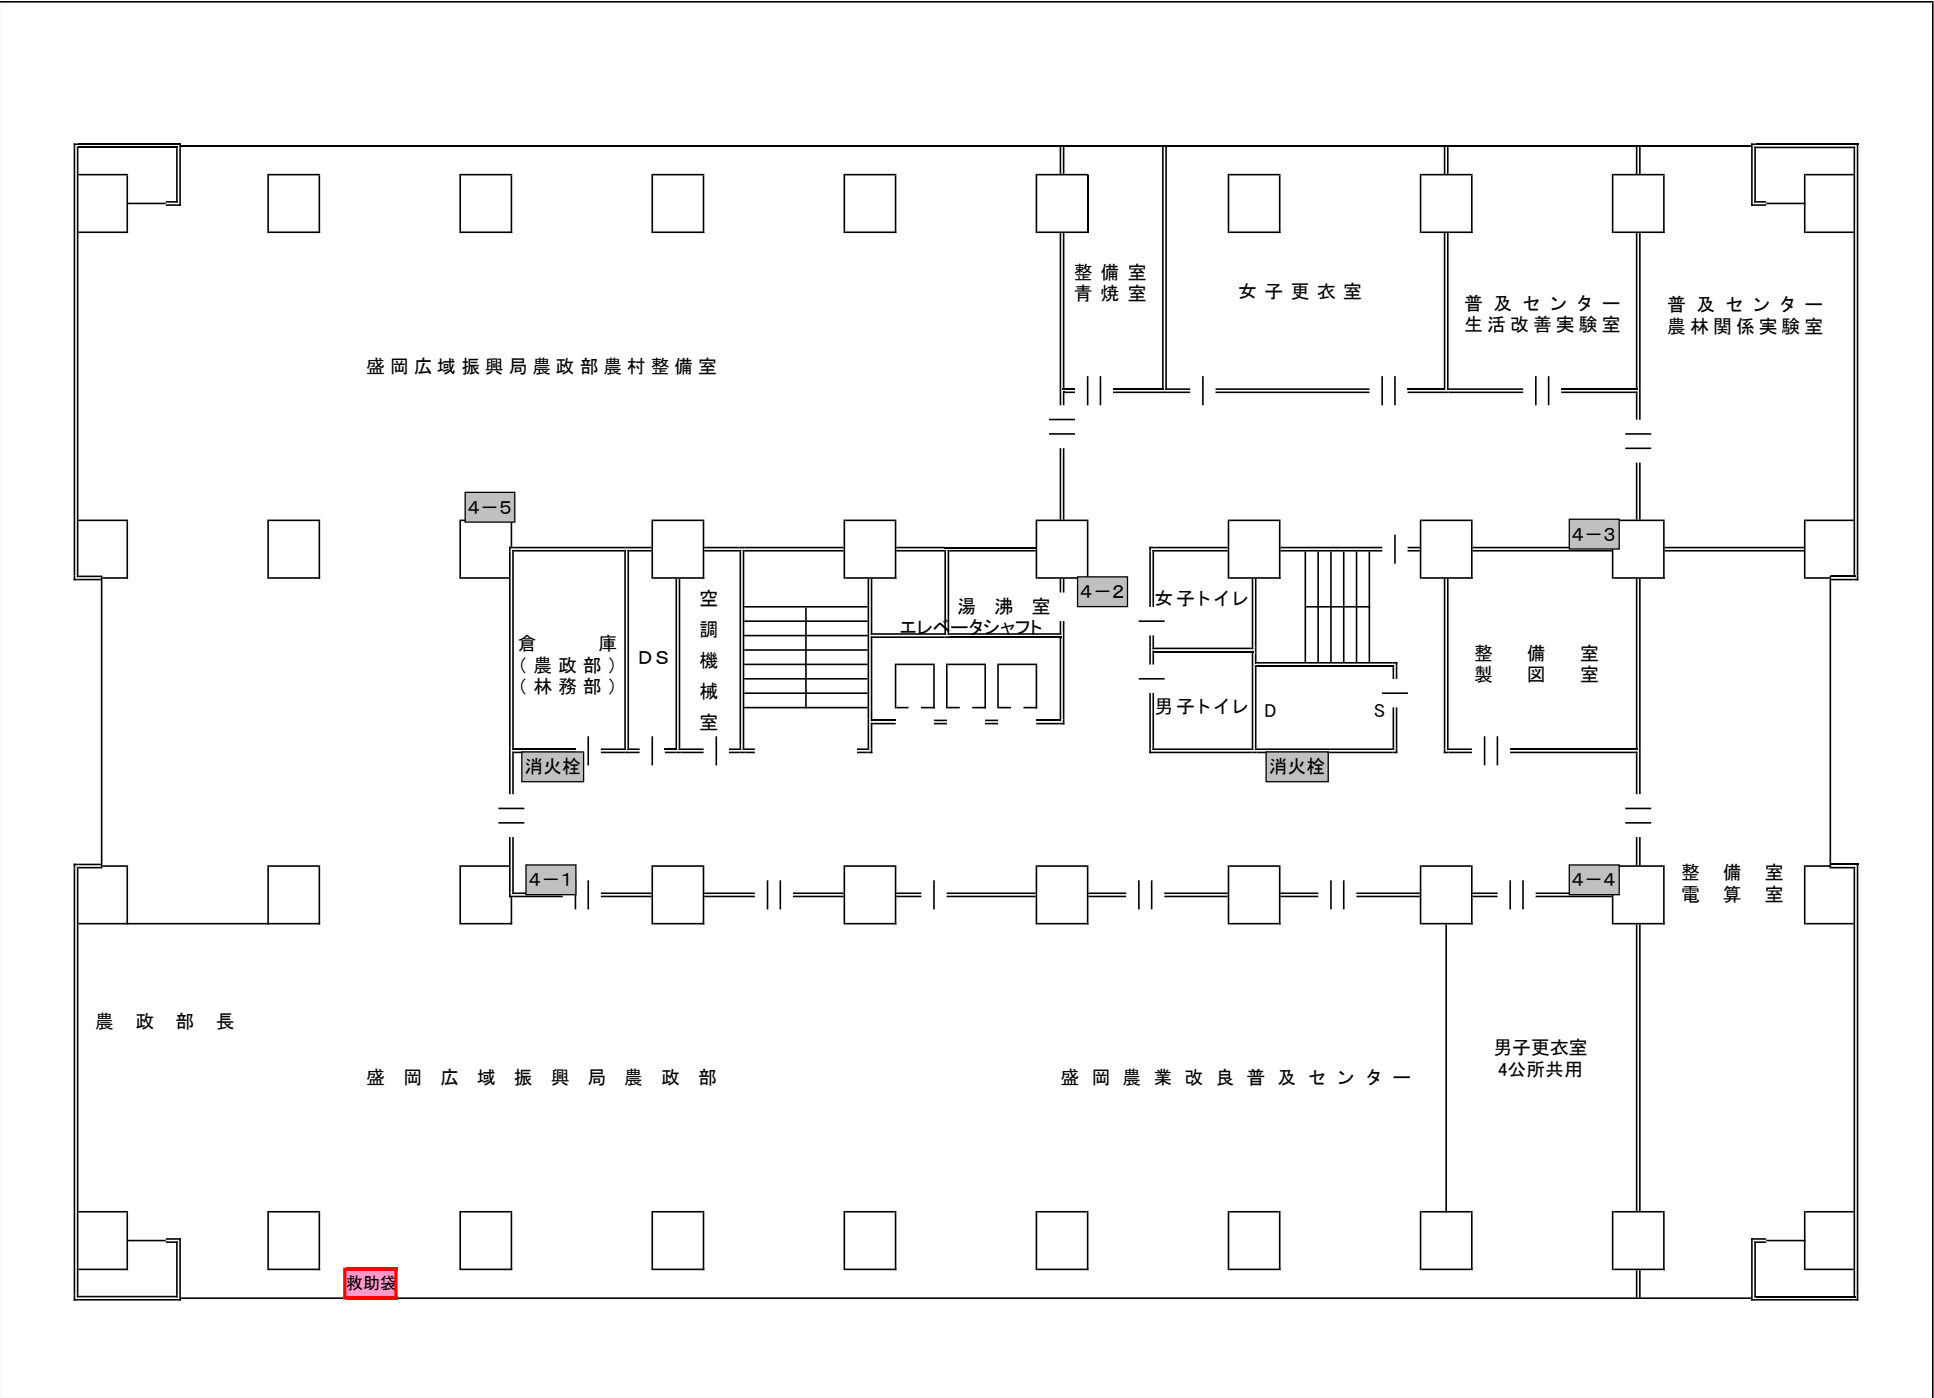 整備室
青焼室
女子更衣室
普及センター
生活改善実験室
普及センター
農林関係実験室
盛岡広域振興局農政部農村整備室
4－5
4－3
4－2
空調機械室
湯沸室
エレベータシャフト
女子トイレ
倉庫
（農政部）
（林務部）
DS
整備室
製図室
男子トイレ
D S
消火栓
消火栓
4－1
4－4
整備室
電算室
農政部長
男子更衣室
4公所共用
盛岡広域振興局農政部
盛岡農業改良普及センター
救助袋